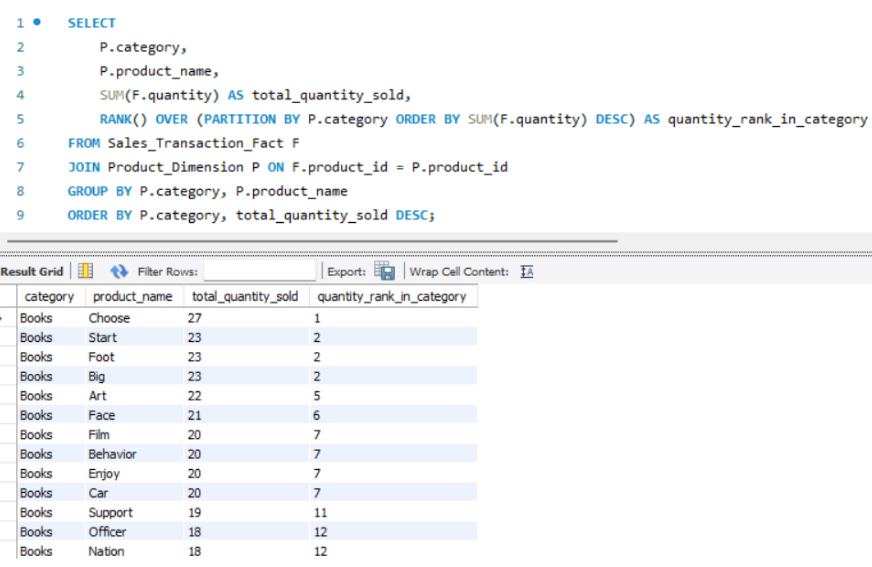 1 SELECT
2 P.category,
3 P.product_name,
4 SUM(F.quantity) AS total_quantity_sold,
5 RANK() OVER (PARTITION BY P.category ORDER BY SUM(F.quantity) DESC) AS quantity_rank_in_category
6 FROM Sales_Transaction_Fact F
7 JOIN Product_Dimension P ON F.product_id = P.product_id
8 GROUP BY P.category, P.product_name
9 ORDER BY P.category, total_quantity_sold DESC;
Result Grid Filter Rows: Export: Wrap Cell Content: IA
category product_name total_quantity_sold quantity_rank_in_category
Books Choose 27 1
Books Start 23 2
Books Foot 23 2
Books Big 23 2
Books Art 22 5
Books Face 21 6
Books Film 20 7
Books Behavior 20 7
Books Enjoy 20 7
Books Car 20 7
Books Support 19 11
Books Officer 18 12
Books Nation 18 12